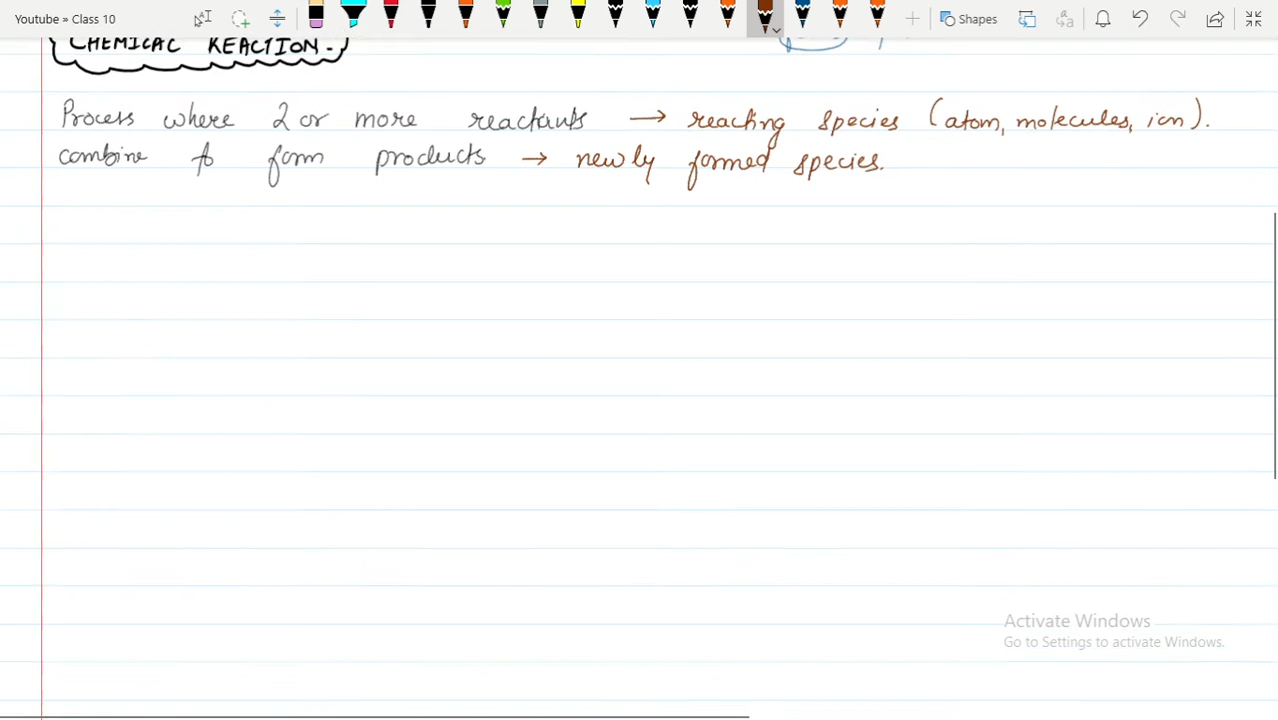 Youtube » Class 10
Shapes
CHEMICAL REACTION.
Process where 2 or more reactants → reacting species (atom, molecules, ion).
combine to form products → newly formed species.
Activate Windows
Go to Settings to activate Windows.